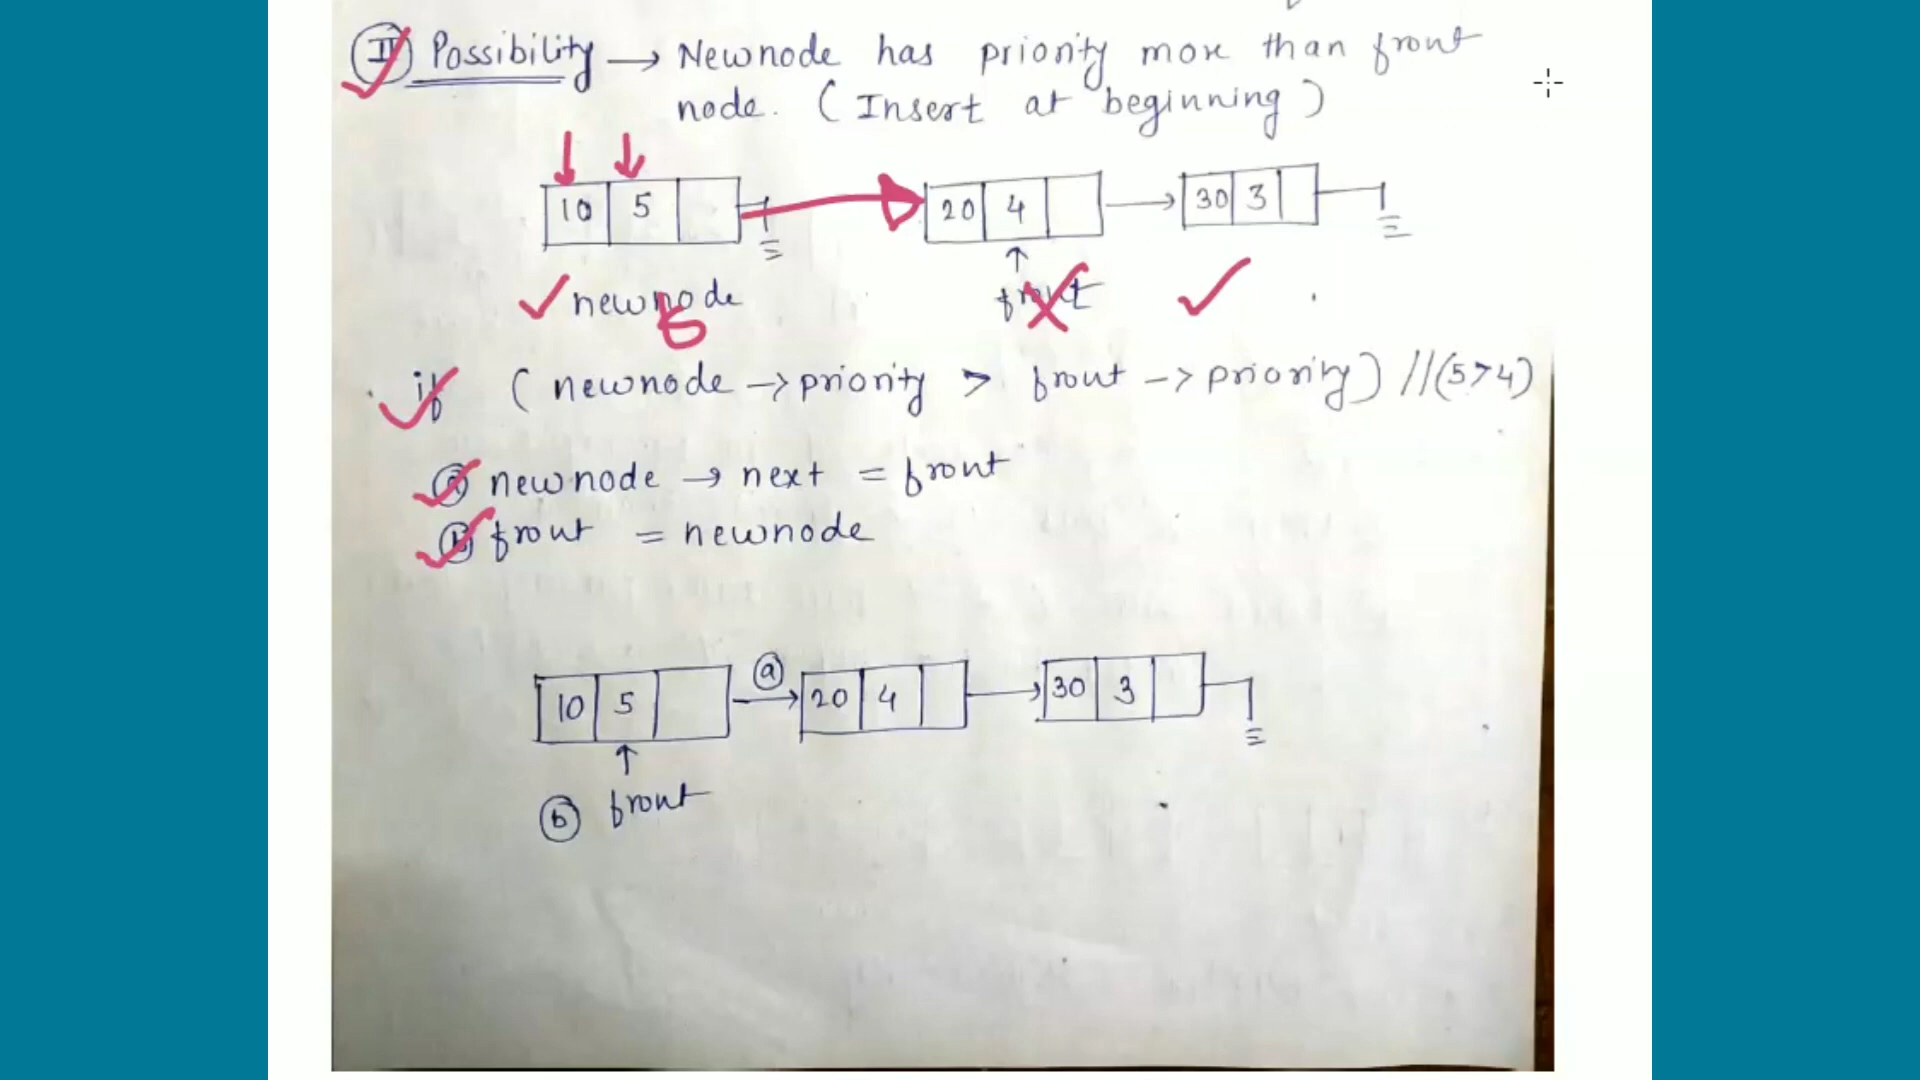 II Possibility → Newnode has priority more than front
node. (Insert at beginning)
10 5 20 4 → 30 3
↑
newnode front
if (newnode -> priority > front -> priority) //(5>4)
a newnode → next = front
b front = newnode
a
10 5 → 20 4 → 30 3
↑
b front